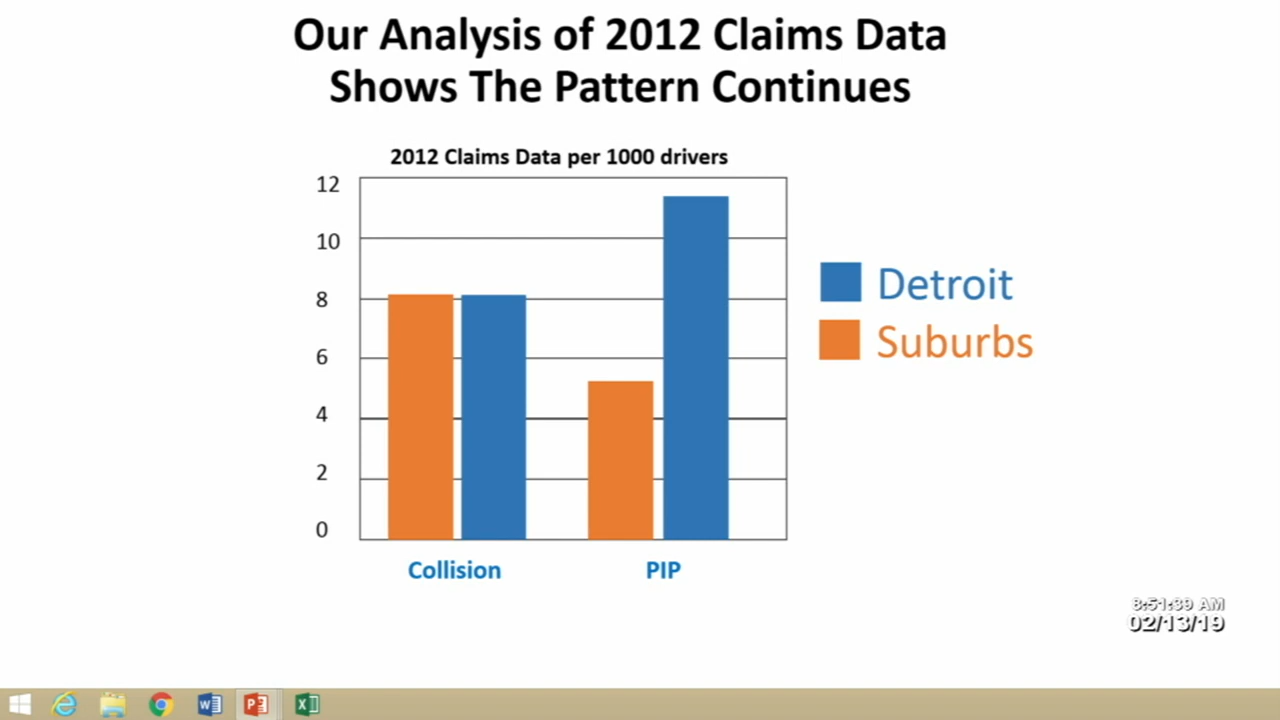 Our Analysis of 2012 Claims Data
Shows The Pattern Continues
2012 Claims Data per 1000 drivers
12
10
8
6
4
2
0
Collision
PIP
Detroit
Suburbs
8:51:39 AM
02/13/19